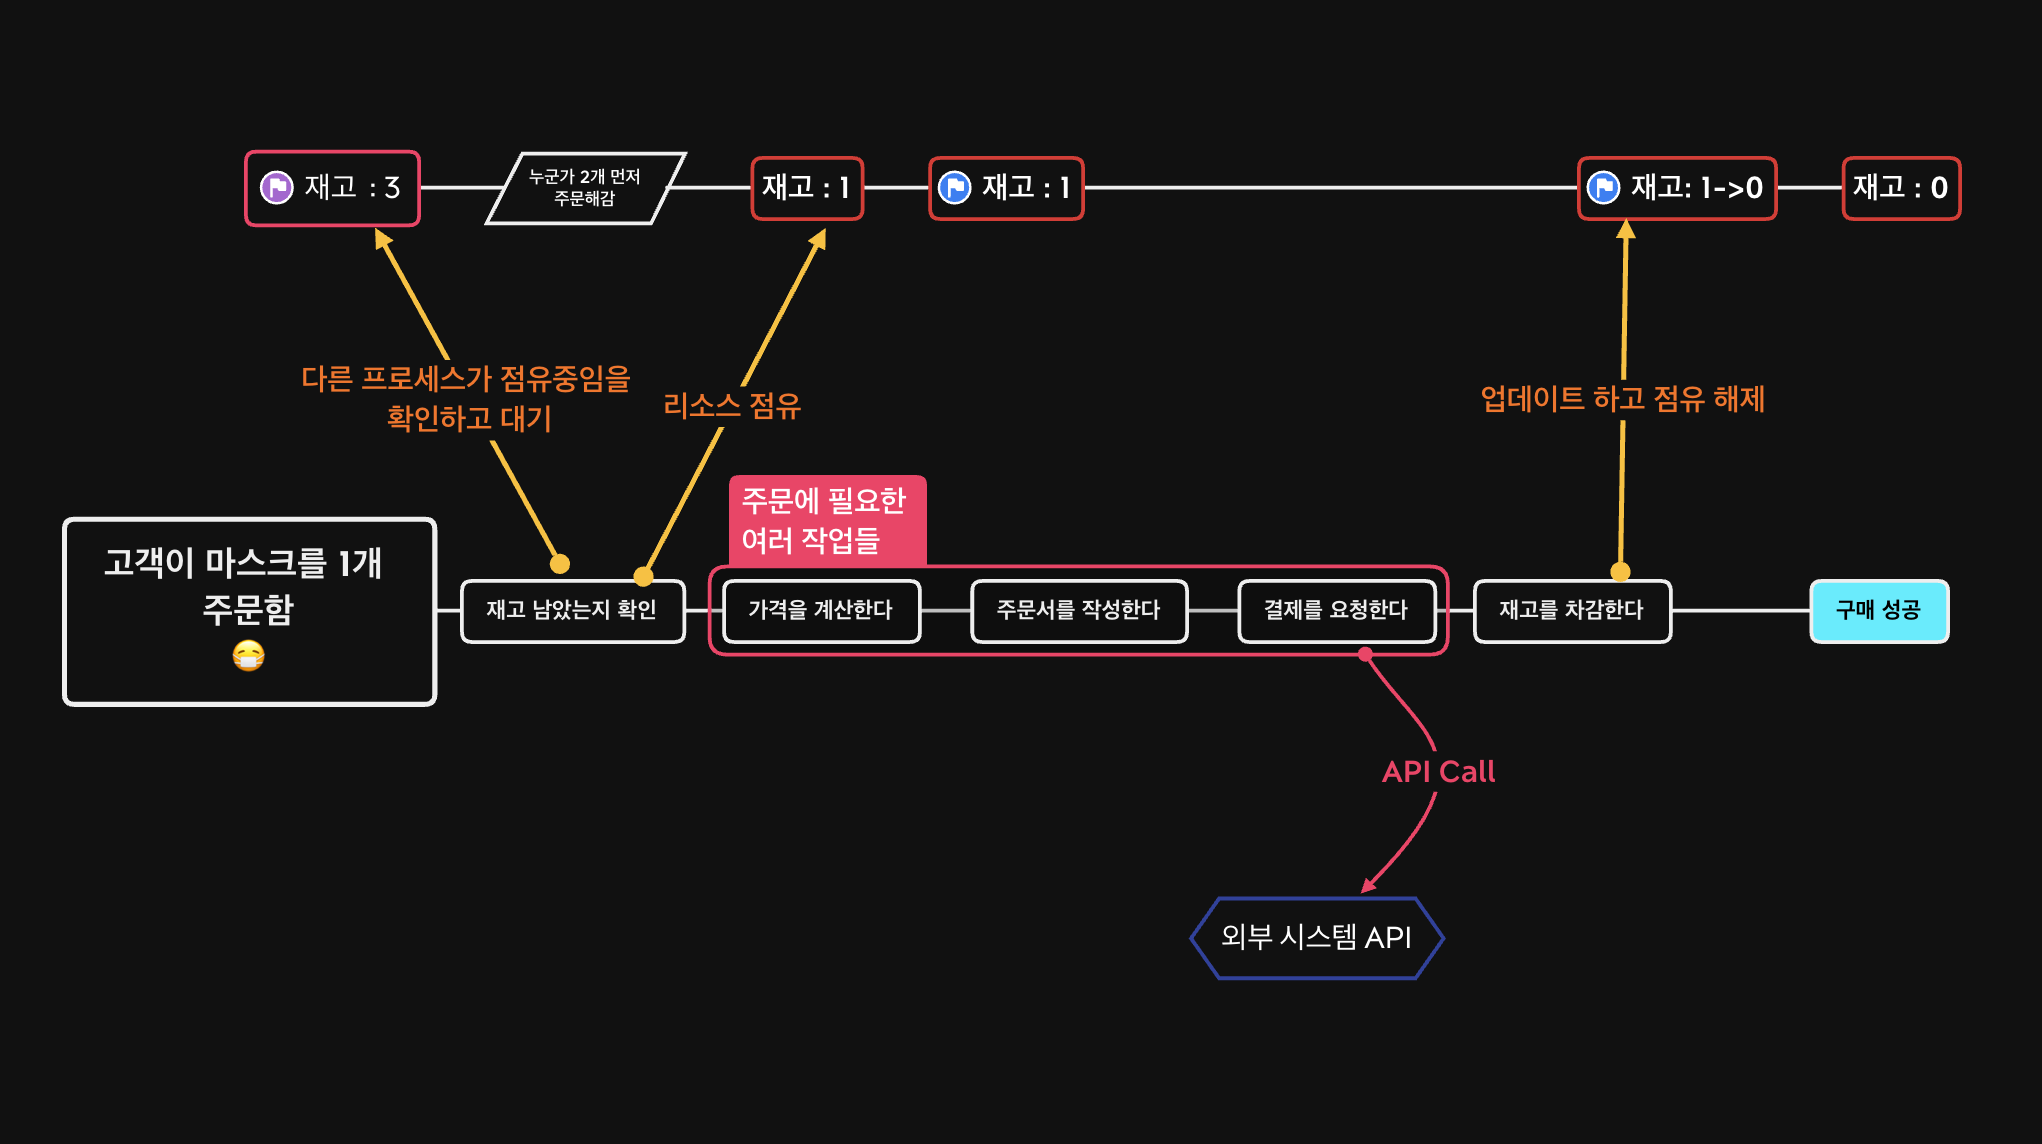 재고 : 3
누군가 2개 먼저
주문해감
재고 : 1
재고 : 1
재고: 1->0
재고 : 0
다른 프로세스가 점유중임을
확인하고 대기
리소스 점유
업데이트 하고 점유 해제
주문에 필요한
여러 작업들
고객이 마스크를 1개
주문함
재고 남았는지 확인
가격을 계산한다
주문서를 작성한다
결제를 요청한다
재고를 차감한다
구매 성공
API Call
외부 시스템 API